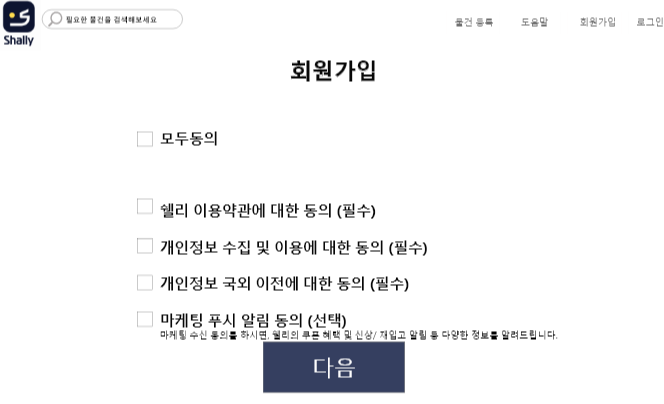 필요한 물건을 검색해보세요
물건 등록 도움말 회원가입 로그인
Shally
회원가입
모두동의
쉘리 이용약관에 대한 동의 (필수)
개인정보 수집 및 이용에 대한 동의 (필수)
개인정보 국외 이전에 대한 동의 (필수)
마케팅 푸시 알림 동의 (선택)
마케팅 수신 동의를 하시면, 쉘리의 쿠폰 혜택 및 신상/ 재입고 알림 등 다양한 정보를 알려드립니다.
다음